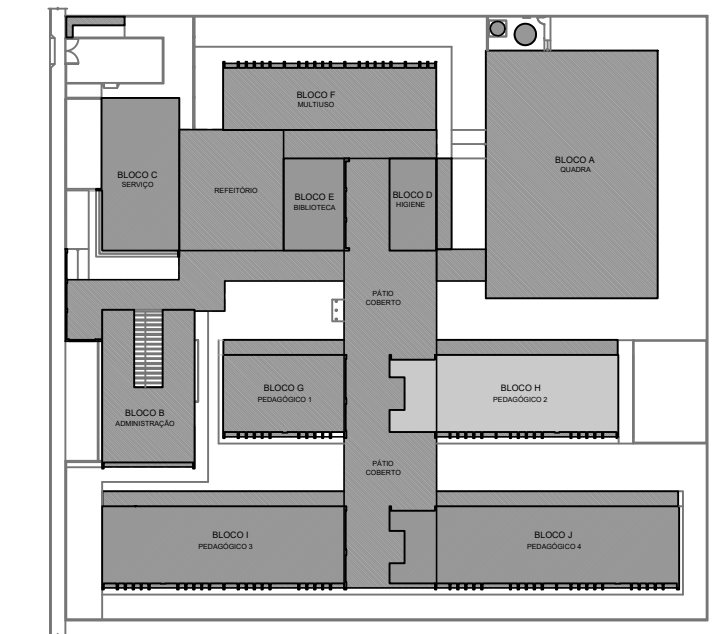 BLOCO F
MULTIUSO
BLOCO A
QUADRA
BLOCO C
SERVIÇO
REFEITÓRIO
BLOCO E
BIBLIOTECA
BLOCO D
HIGIENE
PÁTIO
COBERTO
BLOCO G
PEDAGÓGICO 1
BLOCO H
PEDAGÓGICO 2
BLOCO B
ADMINISTRAÇÃO
PÁTIO
COBERTO
BLOCO I
PEDAGÓGICO 3
BLOCO J
PEDAGÓGICO 4